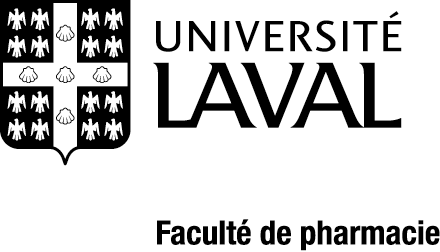 UNIVERSITÉ
LAVAL
Faculté de pharmacie